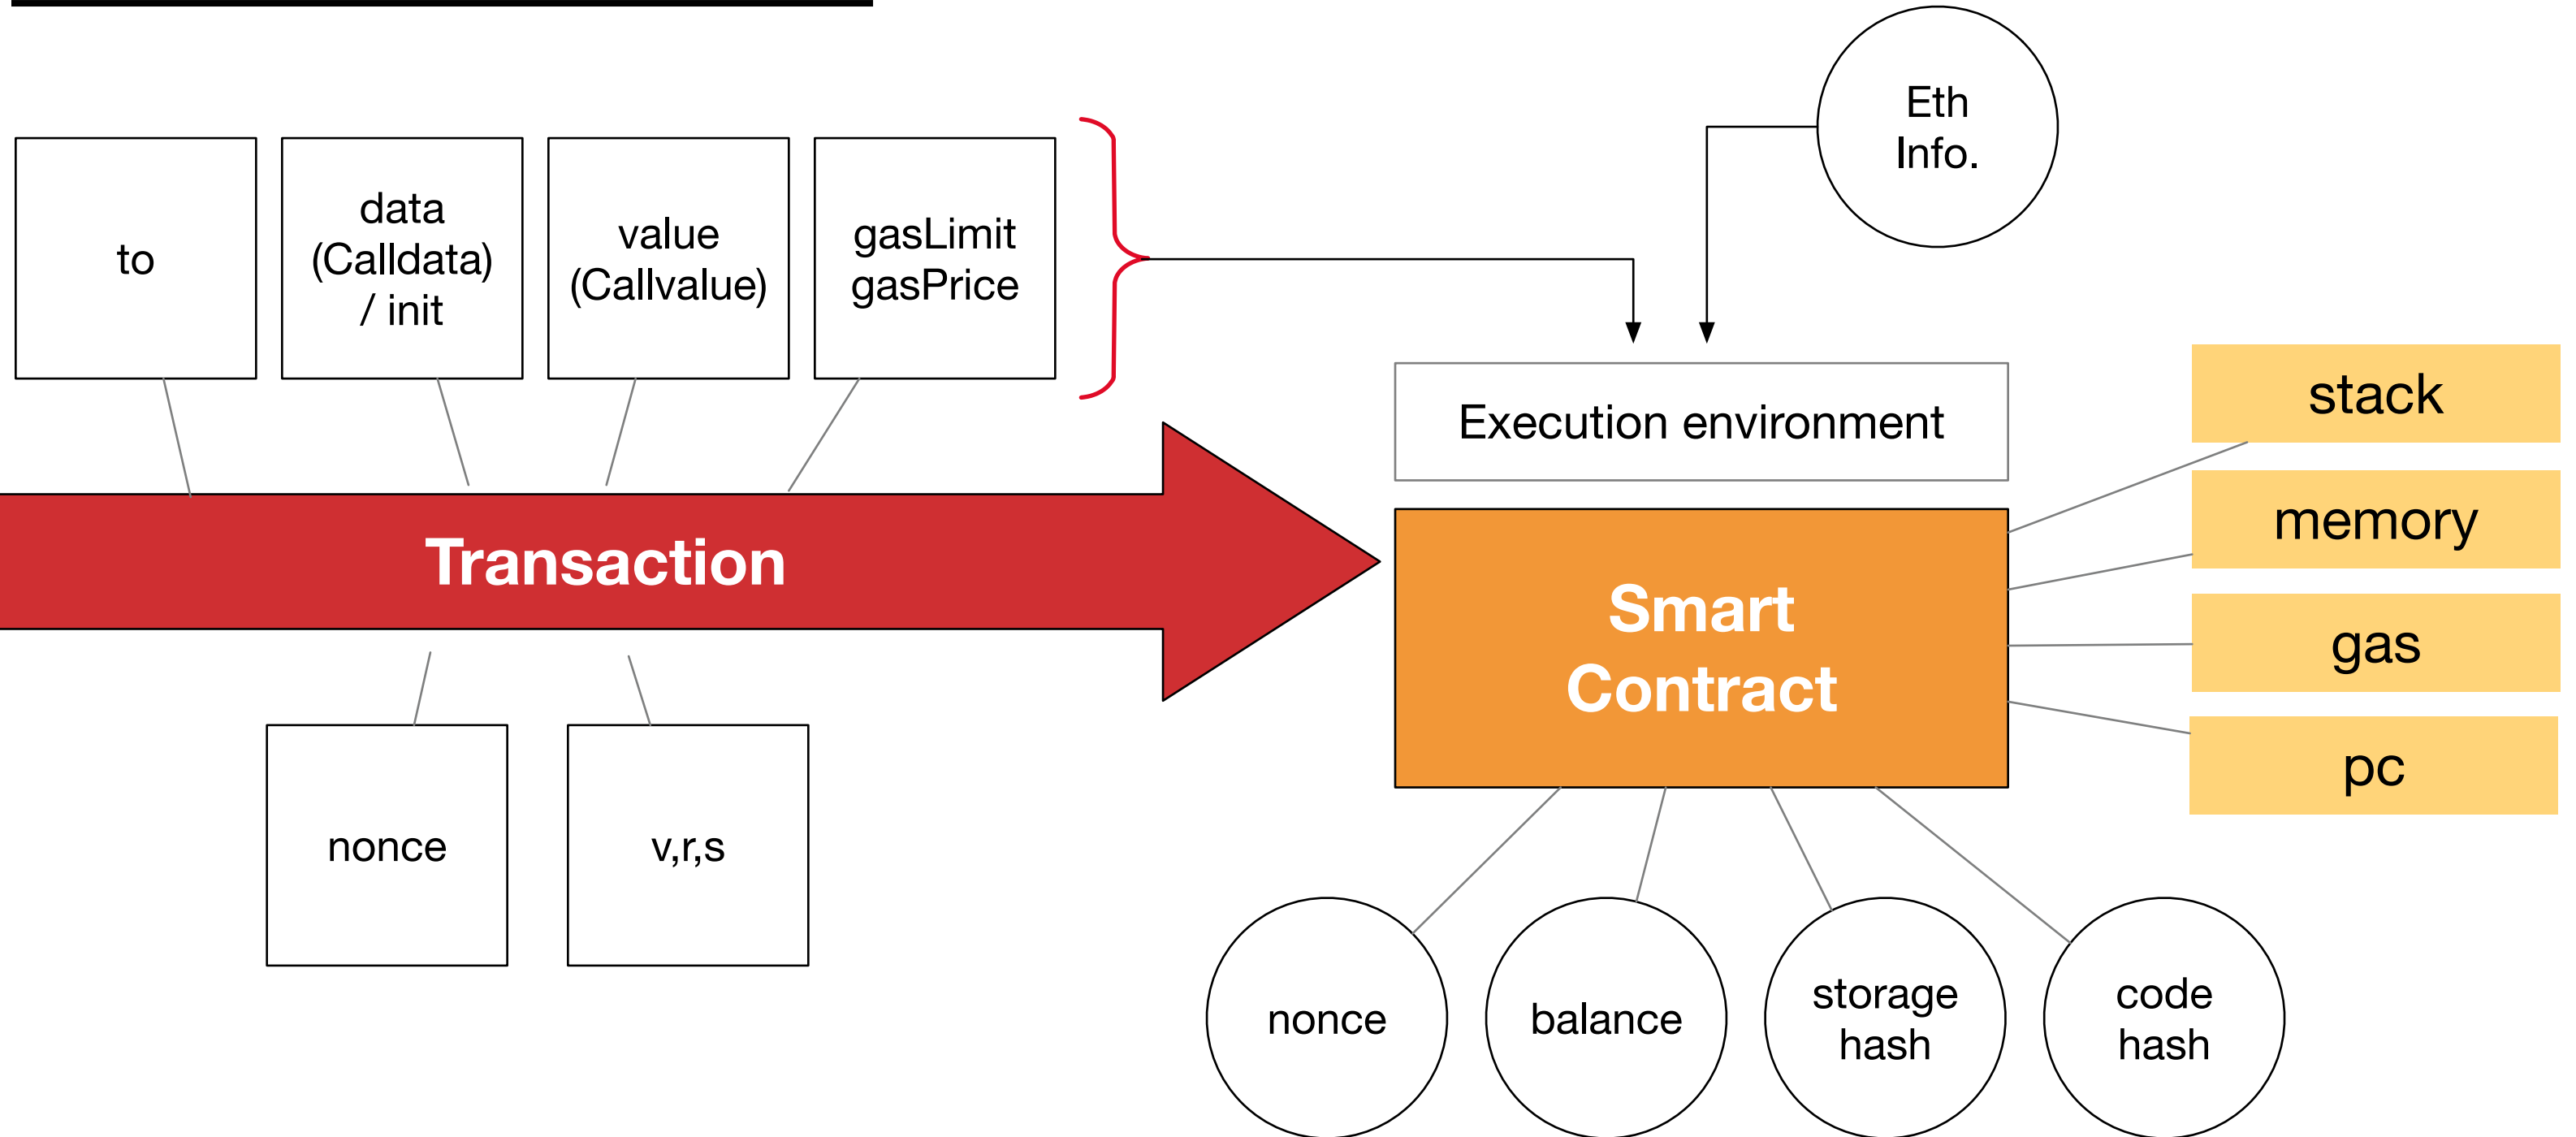 Eth
Info.
to
data
(Calldata)
/ init
value
(Callvalue)
gasLimit
gasPrice
Execution environment
stack
memory
gas
pc
Transaction
Smart
Contract
nonce
v,r,s
nonce
balance
storage
hash
code
hash